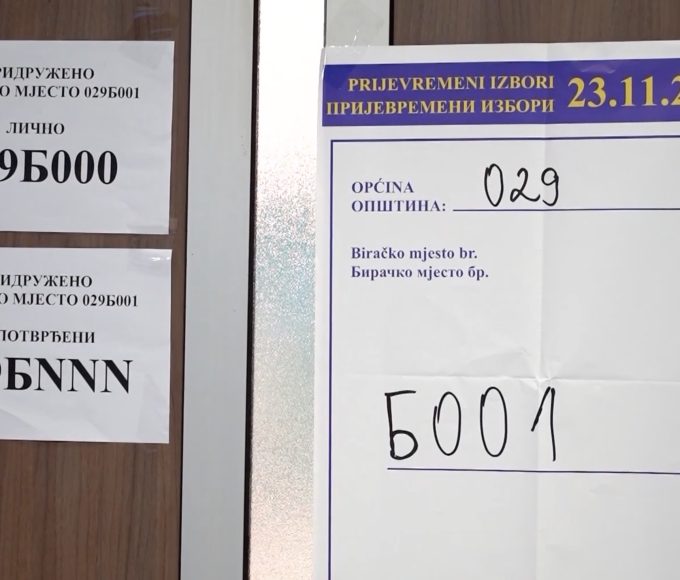 РИДРУЖЕНО
О МЈЕСТО 029Б001
ЛИЧНО
9Б000
РИДРУЖЕНО
О МЈЕСТО 029Б001
ПОТВРЂЕНИ
БNNN
PRIJEVREMENI IZBORI
ПРИЈЕВРЕМЕНИ ИЗБОРИ
23.11.2
OPĆINA
ОПШТИНА:
029
Biračko mjesto br.
Бирачко мјесто бр.
Б001